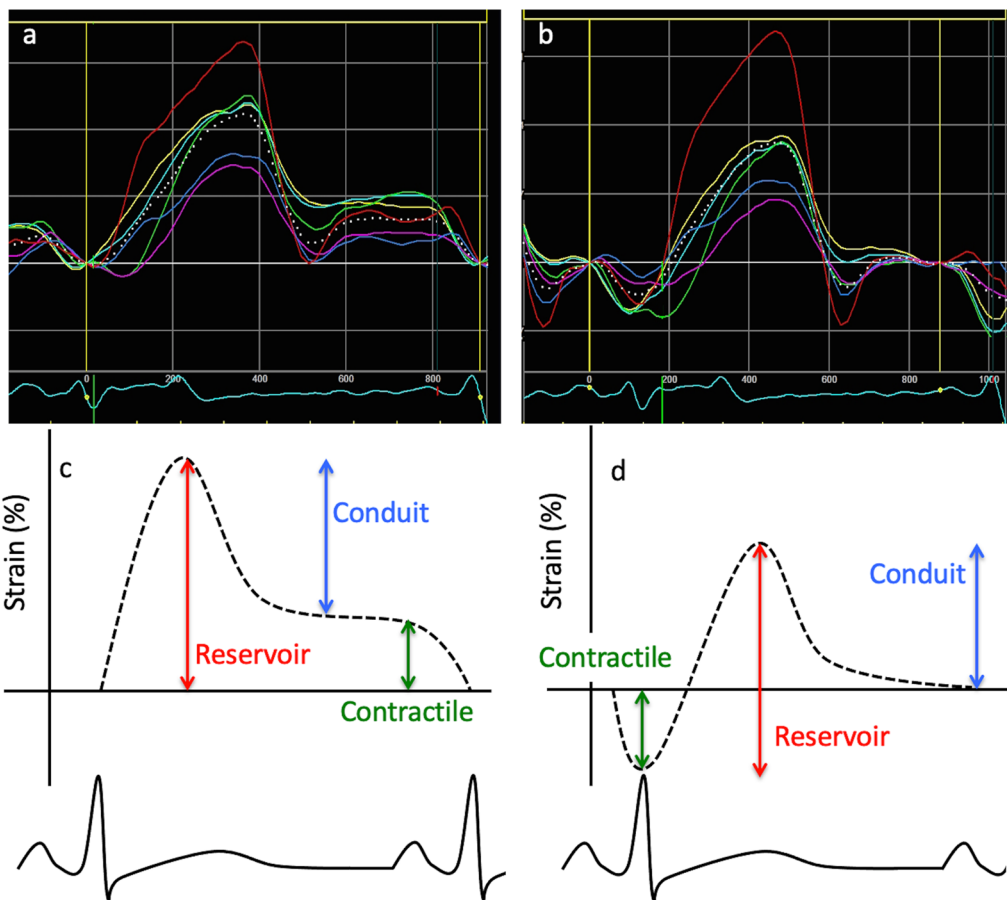 a
b
0 200 400 600 800
0 200 400 600 800 1000
c
d
Strain (%)
Conduit
Reservoir
Contractile
Strain (%)
Conduit
Contractile
Reservoir